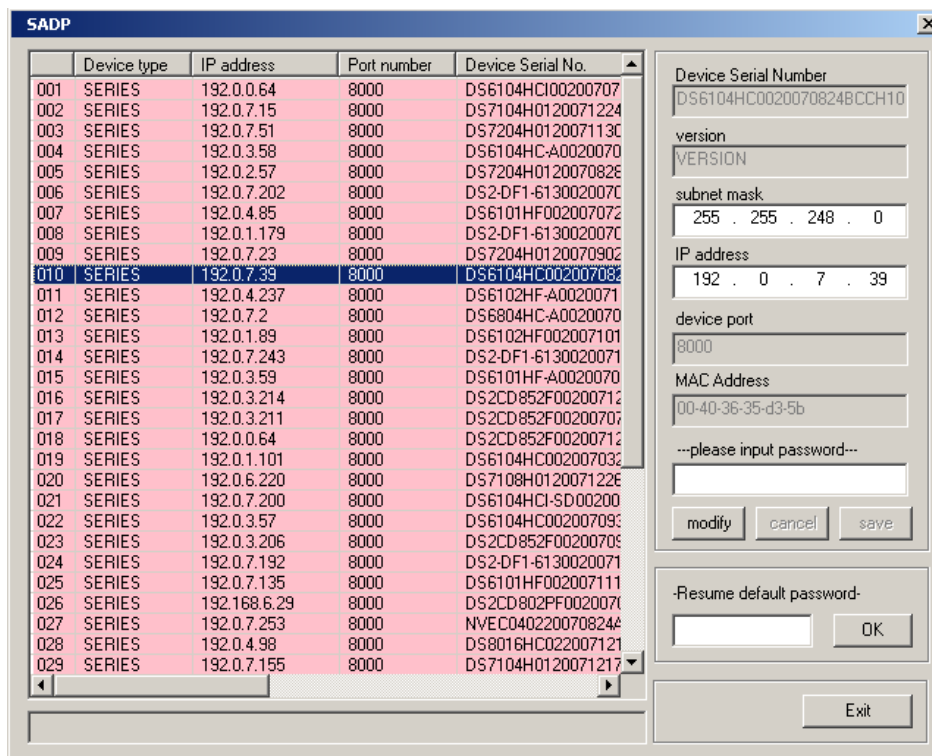 SADP
Device type IP address Port number Device Serial No.
001 SERIES 192.0.0.64 8000 DS6104HCI00200707
002 SERIES 192.0.7.15 8000 DS7104H0120071224
003 SERIES 192.0.7.51 8000 DS7204H012007113C
004 SERIES 192.0.3.58 8000 DS6104HC-A0020070
005 SERIES 192.0.2.57 8000 DS7204H0120070828
006 SERIES 192.0.7.202 8000 DS2-DF1-613002007C
007 SERIES 192.0.4.85 8000 DS6101HF002007072
008 SERIES 192.0.1.179 8000 DS2-DF1-613002007C
009 SERIES 192.0.7.23 8000 DS7204H0120070902
010 SERIES 192.0.7.39 8000 DS6104HC002007082
011 SERIES 192.0.4.237 8000 DS6102HF-A0020071
012 SERIES 192.0.7.2 8000 DS6804HC-A0020070
013 SERIES 192.0.1.89 8000 DS6102HF002007101
014 SERIES 192.0.7.243 8000 DS2-DF1-6130020071
015 SERIES 192.0.3.59 8000 DS6101HF-A0020070
016 SERIES 192.0.3.214 8000 DS2CD852F00200712
017 SERIES 192.0.3.211 8000 DS2CD852F00200707
018 SERIES 192.0.0.64 8000 DS2CD852F00200712
019 SERIES 192.0.1.101 8000 DS6104HC002007032
020 SERIES 192.0.6.220 8000 DS7108H0120071226
021 SERIES 192.0.7.200 8000 DS6104HCI-SD00200
022 SERIES 192.0.3.57 8000 DS6104HC002007093
023 SERIES 192.0.3.206 8000 DS2CD852F00200709
024 SERIES 192.0.7.192 8000 DS2-DF1-6130020071
025 SERIES 192.0.7.135 8000 DS6101HF002007111
026 SERIES 192.168.6.29 8000 DS2CD802PF0020070
027 SERIES 192.0.7.253 8000 NVEC040220070824A
028 SERIES 192.0.4.98 8000 DS8016HC022007121
029 SERIES 192.0.7.155 8000 DS7104H0120071217
Device Serial Number
DS6104HC0020070824BCCH10
version
VERSION
subnet mask
255 . 255 . 248 . 0
IP address
192 . 0 . 7 . 39
device port
8000
MAC Address
00-40-36-35-d3-5b
---please input password---
modify cancel save
-Resume default password-
OK
Exit